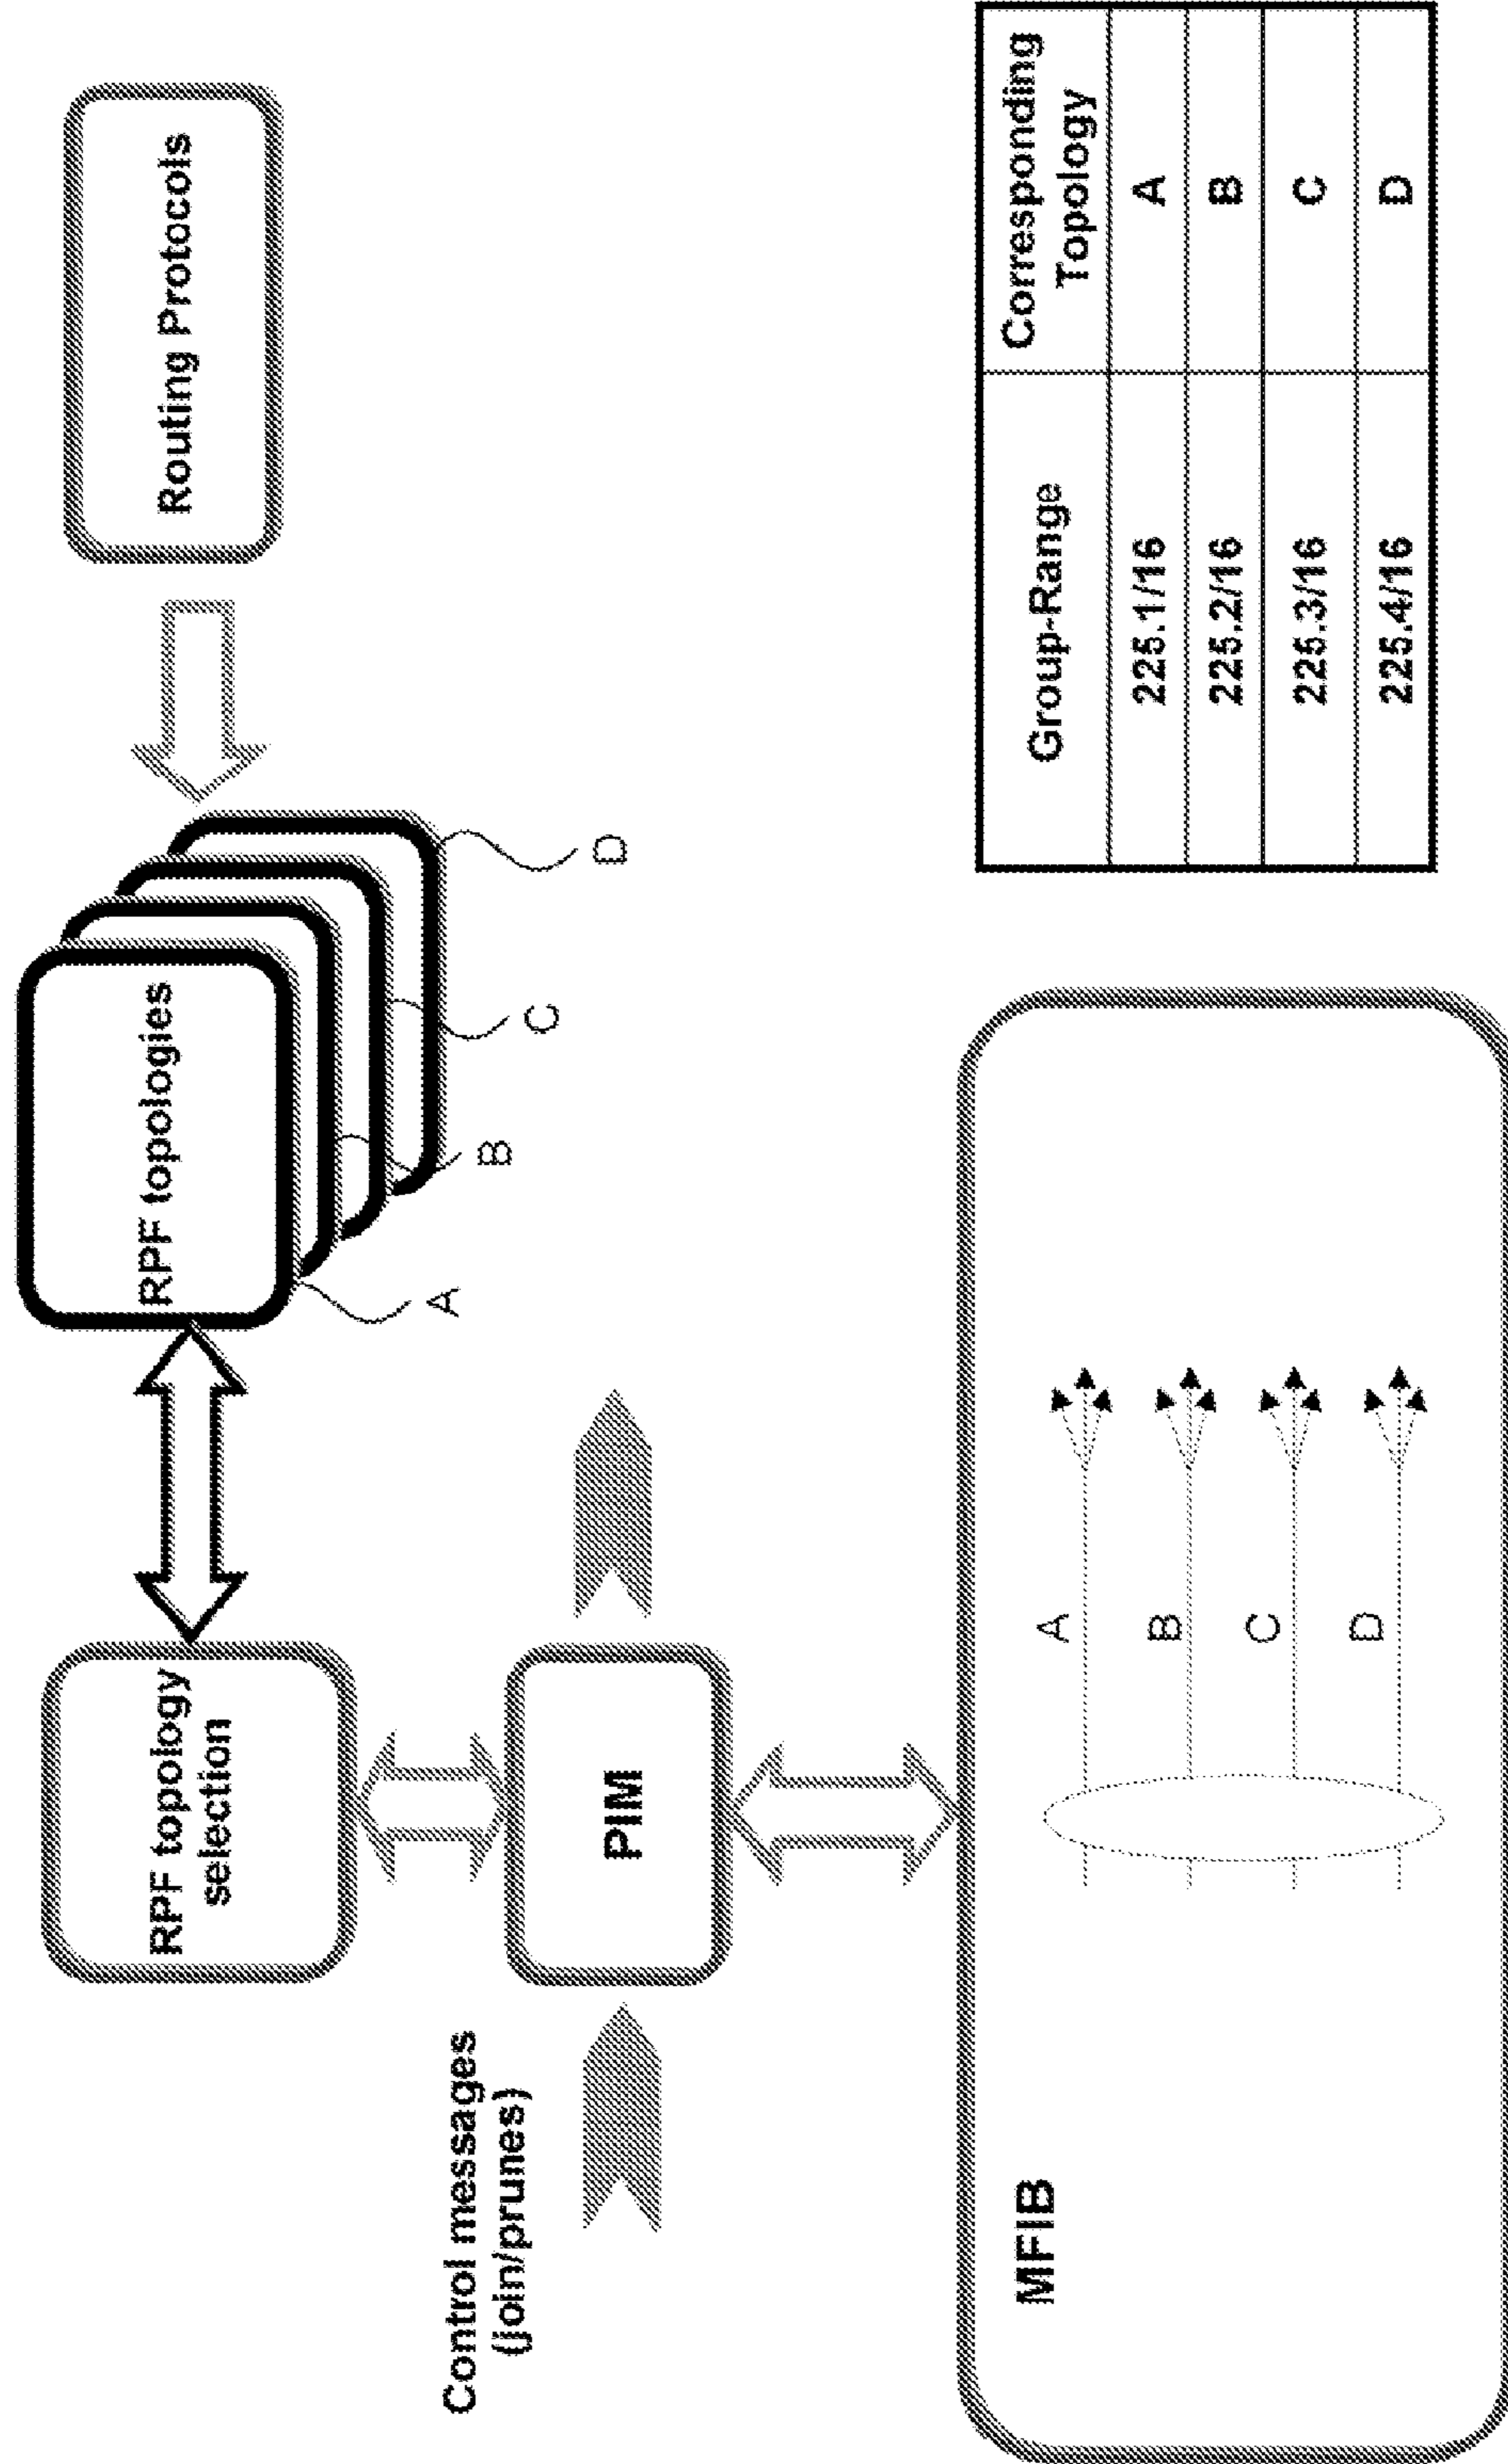 RPF topology
selection
RPF topologies
Routing Protocols
A
B
C
D
Control messages
(join/prunes)
PIM
MFIB
A
B
C
D
Group-Range Corresponding
Topology
225.1/16 A
225.2/16 B
225.3/16 C
225.4/16 D